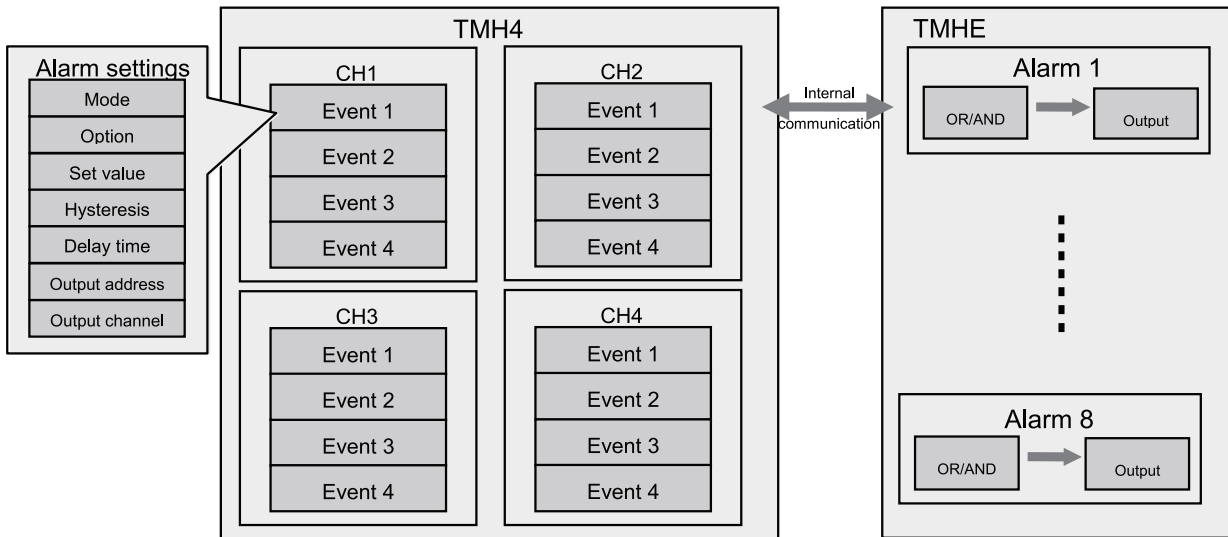 Alarm settings
Mode
Option
Set value
Hysteresis
Delay time
Output address
Output channel
TMH4
CH1
Event 1
Event 2
Event 3
Event 4
CH2
Event 1
Event 2
Event 3
Event 4
CH3
Event 1
Event 2
Event 3
Event 4
CH4
Event 1
Event 2
Event 3
Event 4
Internal
communication
TMHE
Alarm 1
OR/AND
Output
Alarm 8
OR/AND
Output